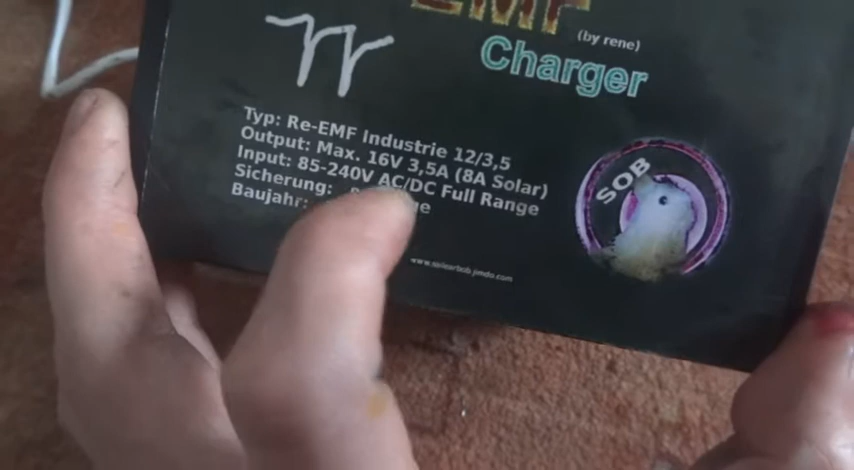 EMF
(by rene)
Charger
Typ: Re-EMF Industrie 12/3,5
Output: Max. 16V 3,5A (8A Solar)
Input: 85-240V AC/DC Full Range
Sicherung:
Baujahr:
SOB